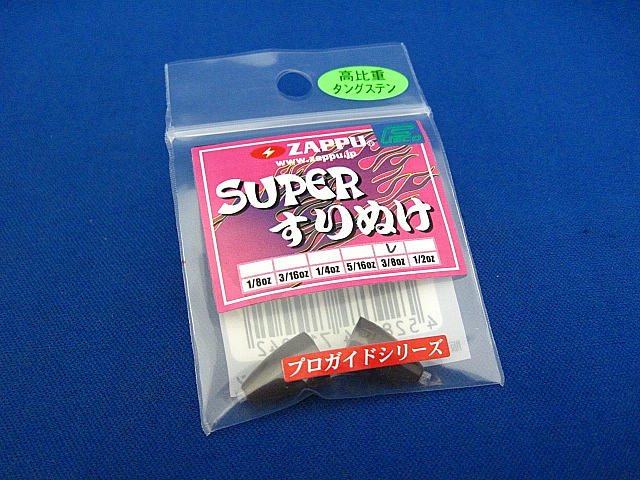 高比重
タングステン
ZAPPU
www.zappu.jp
SUPER
すりぬけ
レ
1/8oz 3/16oz 1/4oz 5/16oz 3/8oz 1/2oz
プロガイドシリーズ